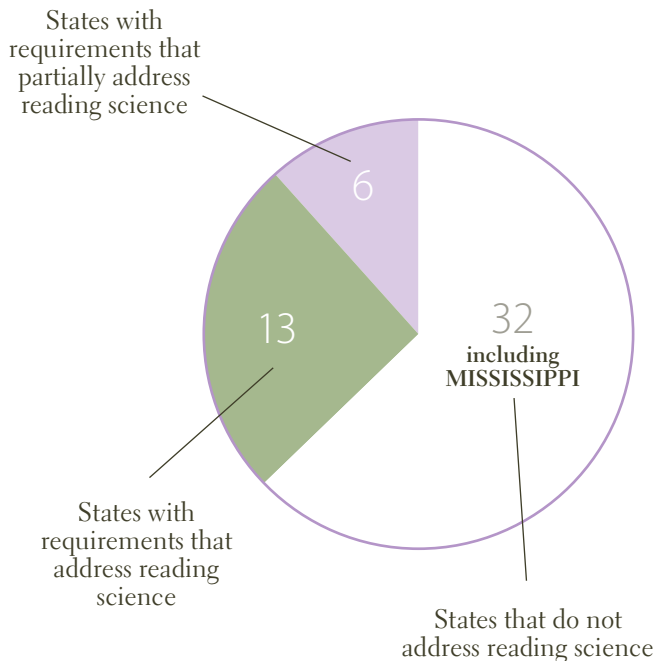 States with
requirements that
partially address
reading science
6
13
32
including
MISSISSIPPI
States with
requirements that
address reading
science
States that do not
address reading science